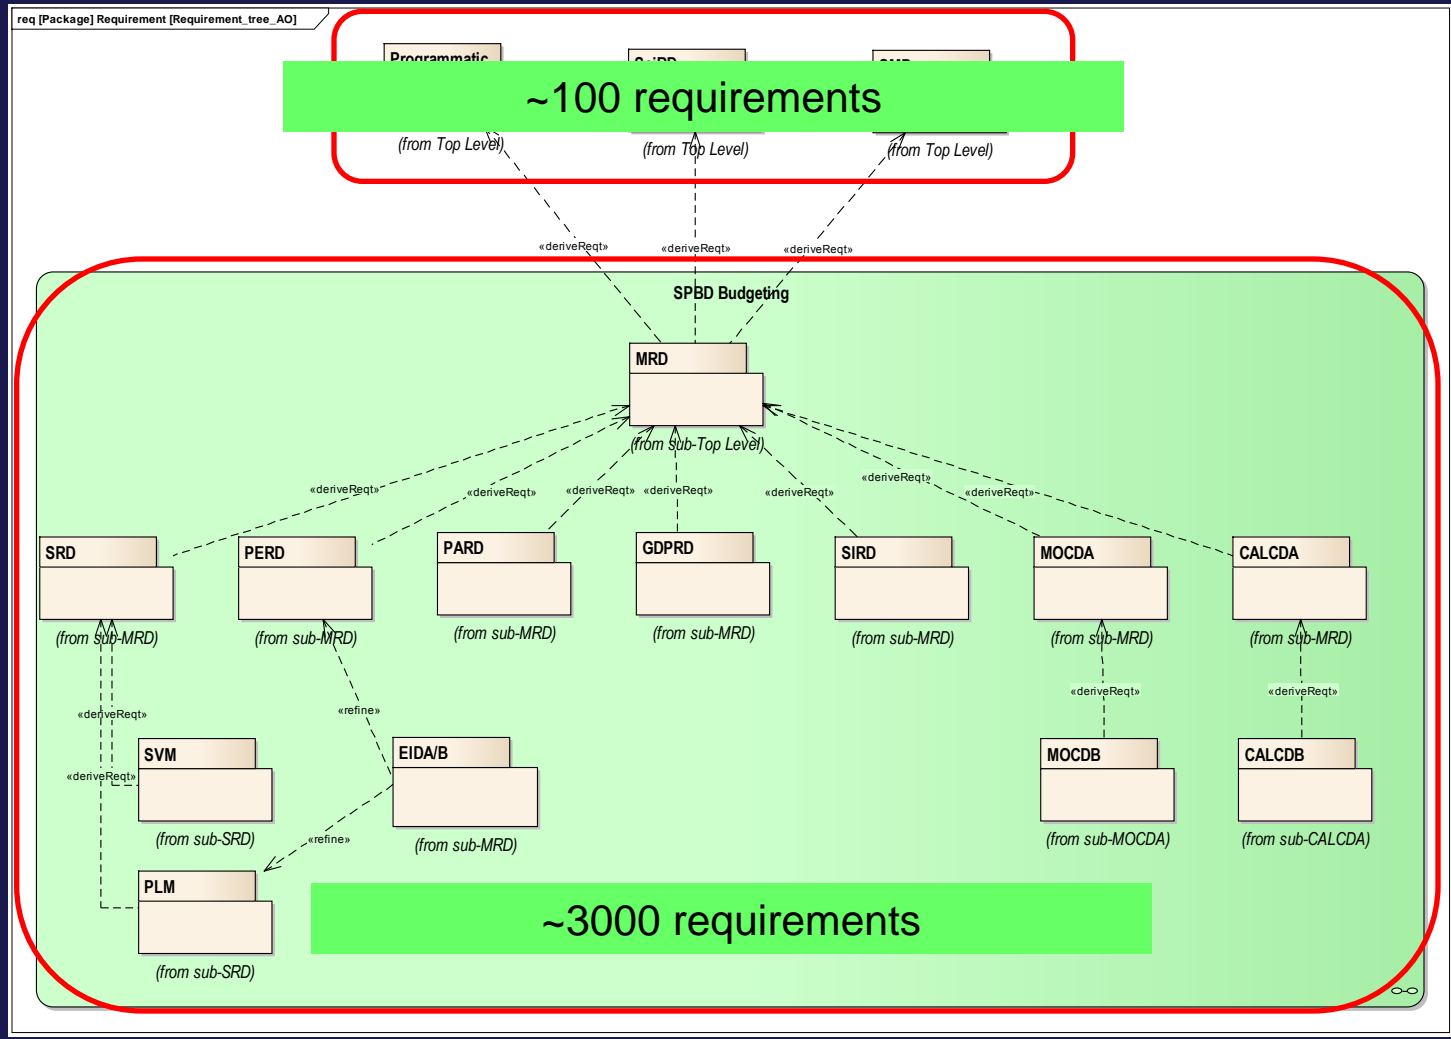 req [Package] Requirement [Requirement_tree_AO]
Programmatic
~100 requirements
(from Top Level)
(from Top Level)
(from Top Level)
«deriveReqt»
«deriveReqt»
«deriveReqt»
SPBD Budgeting
MRD
(from sub-Top Level)
«deriveReqt»
«deriveReqt»
«deriveReqt»
«deriveReqt»
«deriveReqt»
«deriveReqt»
«deriveReqt»
SRD
PERD
PARD
GDPRD
SIRD
MOCDA
CALCDA
(from sub-MRD)
(from sub-MRD)
(from sub-MRD)
(from sub-MRD)
(from sub-MRD)
(from sub-MRD)
(from sub-MRD)
«deriveReqt»
«refine»
«deriveReqt»
«deriveReqt»
SVM
EIDA/B
MOCDB
CALCDB
«deriveReqt»
(from sub-SRD)
«refine»
(from sub-MRD)
(from sub-MOCDA)
(from sub-CALCDA)
PLM
~3000 requirements
(from sub-SRD)